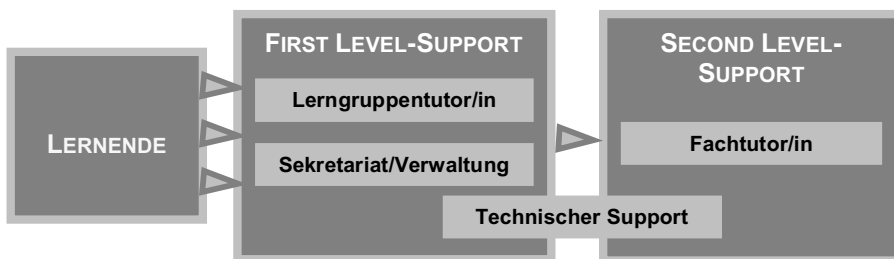 LERNENDE
FIRST LEVEL-SUPPORT
Lerngruppentutor/in
Sekretariat/Verwaltung
Technischer Support
SECOND LEVEL-
SUPPORT
Fachtutor/in